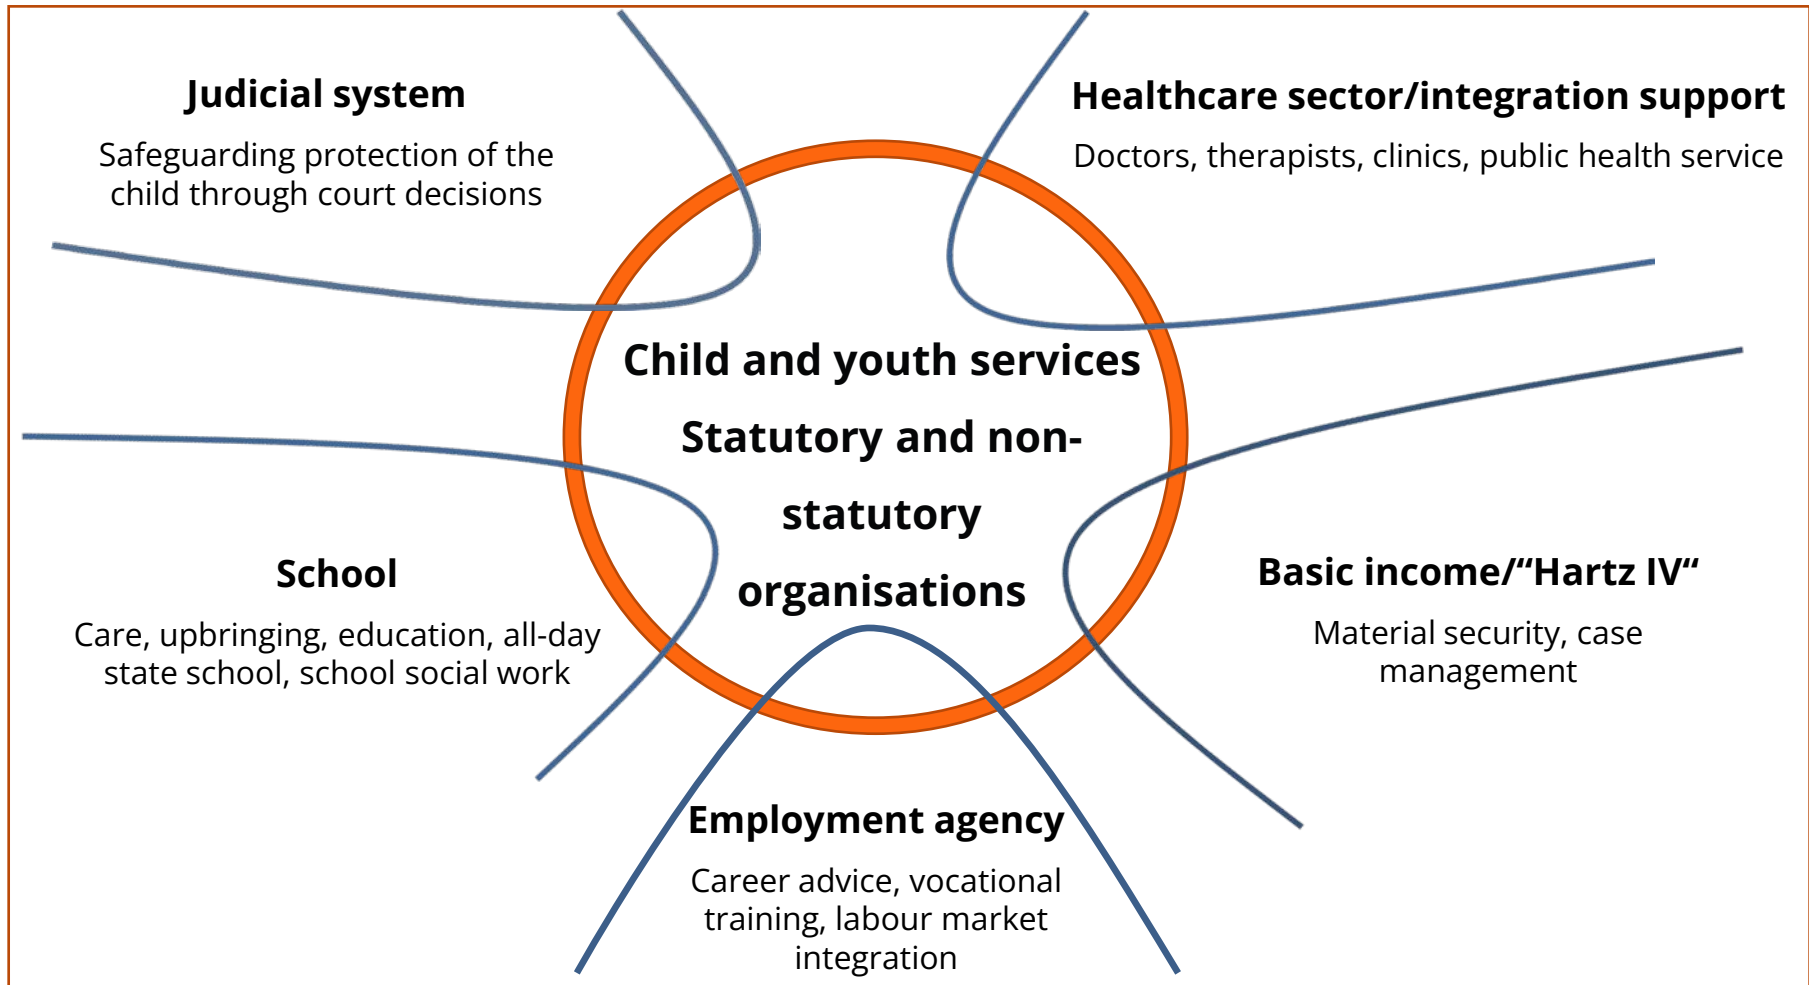 Judicial system
Safeguarding protection of the
child through court decisions
Healthcare sector/integration support
Doctors, therapists, clinics, public health service
Child and youth services
Statutory and non-
statutory
organisations
School
Care, upbringing, education, all-day
state school, school social work
Basic income/“Hartz IV“
Material security, case
management
Employment agency
Career advice, vocational
training, labour market
integration